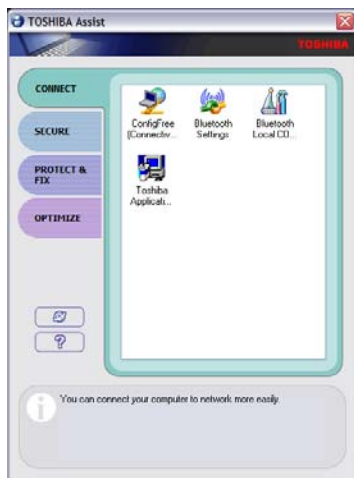 TOSHIBA Assist
TOSHIBA
CONNECT
SECURE
PROTECT &
FIX
OPTIMIZE
ConfigFree
(Connectiv...
Bluetooth
Settings
Bluetooth
Local CO...
Toshiba
Applicati...
?
i
You can connect your computer to network more easily.